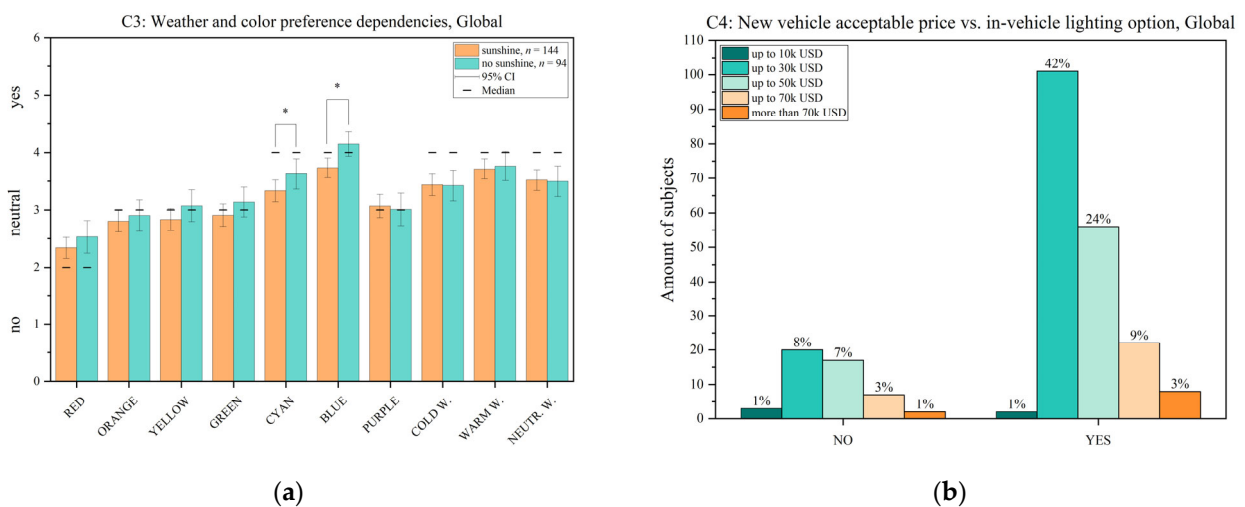 C3: Weather and color preference dependencies, Global
6
5
4
3
2
1
0
yes
neutral
no
sunshine, n = 144
no sunshine, n = 94
95% CI
Median
*
*
RED
ORANGE
YELLOW
GREEN
CYAN
BLUE
PURPLE
COLD W.
WARM W.
NEUTR. W.
(a)
C4: New vehicle acceptable price vs. in-vehicle lighting option, Global
Amount of subjects
110
100
90
80
70
60
50
40
30
20
10
0
up to 10k USD
up to 30k USD
up to 50k USD
up to 70k USD
more than 70k USD
1%
8%
7%
3%
1%
1%
42%
24%
9%
3%
NO
YES
(b)